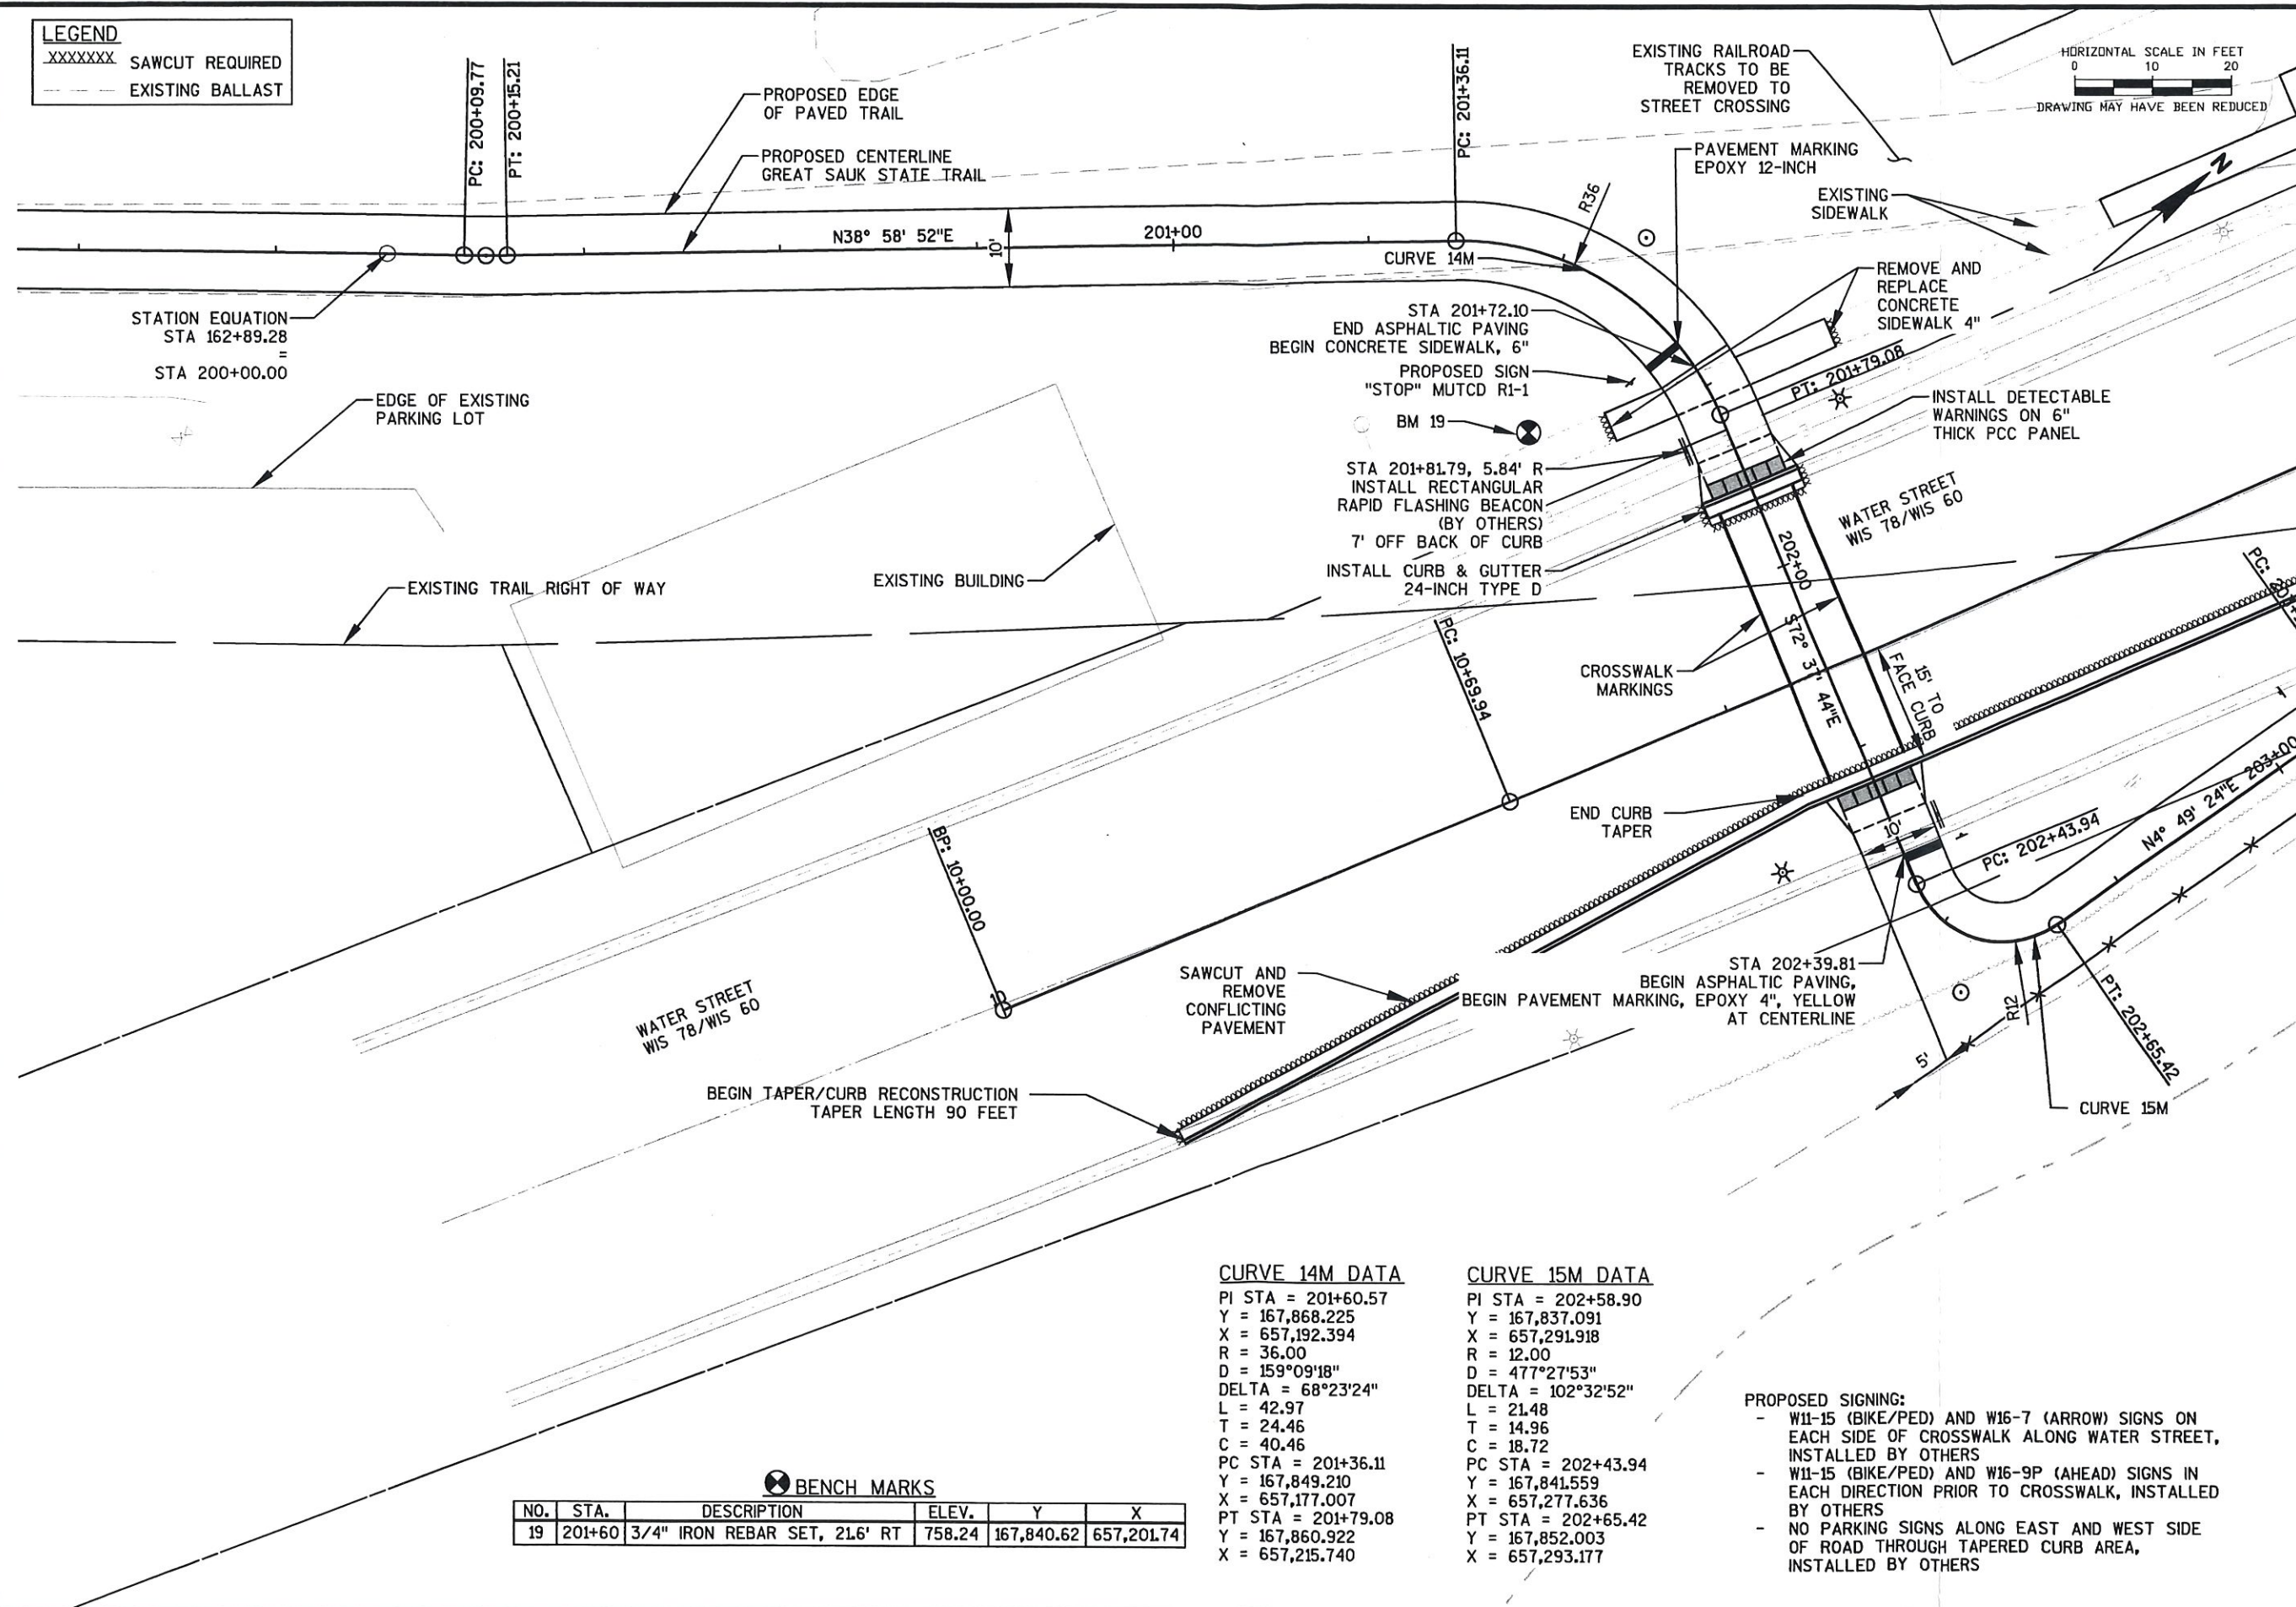 LEGEND
XXXXXXX SAWCUT REQUIRED
EXISTING BALLAST
PC: 200+09.77
PT: 200+15.21
PROPOSED EDGE
OF PAVED TRAIL
PROPOSED CENTERLINE
GREAT SAUK STATE TRAIL
PC: 201+36.11
EXISTING RAILROAD
TRACKS TO BE
REMOVED TO
STREET CROSSING
HORIZONTAL SCALE IN FEET
0 10 20
DRAWING MAY HAVE BEEN REDUCED
PAVEMENT MARKING
EPOXY 12-INCH
EXISTING
SIDEWALK
N
R36
N38° 58' 52"E
10'
201+00
CURVE 14M
REMOVE AND
REPLACE
CONCRETE
SIDEWALK 4"
STATION EQUATION
STA 162+89.28
=
STA 200+00.00
STA 201+72.10
END ASPHALTIC PAVING
BEGIN CONCRETE SIDEWALK, 6"
PROPOSED SIGN
"STOP" MUTCD R1-1
BM 19
PT: 201+79.08
INSTALL DETECTABLE
WARNINGS ON 6"
THICK PCC PANEL
EDGE OF EXISTING
PARKING LOT
STA 201+81.79, 5.84' R
INSTALL RECTANGULAR
RAPID FLASHING BEACON
(BY OTHERS)
7' OFF BACK OF CURB
INSTALL CURB & GUTTER
24-INCH TYPE D
WATER STREET
WIS 78/WIS 60
202+00
EXISTING TRAIL RIGHT OF WAY
EXISTING BUILDING
PC: 10+69.94
CROSSWALK
MARKINGS
S72° 37' 44"E
15' TO
FACE CURB
PC:
END CURB
TAPER
10'
PC: 202+43.94
N4° 49' 24"E
203+00
BP: 10+00.00
10
WATER STREET
WIS 78/WIS 60
SAWCUT AND
REMOVE
CONFLICTING
PAVEMENT
STA 202+39.81
BEGIN ASPHALTIC PAVING,
BEGIN PAVEMENT MARKING, EPOXY 4", YELLOW
AT CENTERLINE
R12
PT: 202+65.42
5'
CURVE 15M
BEGIN TAPER/CURB RECONSTRUCTION
TAPER LENGTH 90 FEET
CURVE 14M DATA
PI STA = 201+60.57
Y = 167,868.225
X = 657,192.394
R = 36.00
D = 159°09'18"
DELTA = 68°23'24"
L = 42.97
T = 24.46
C = 40.46
PC STA = 201+36.11
Y = 167,849.210
X = 657,177.007
PT STA = 201+79.08
Y = 167,860.922
X = 657,215.740
CURVE 15M DATA
PI STA = 202+58.90
Y = 167,837.091
X = 657,291.918
R = 12.00
D = 477°27'53"
DELTA = 102°32'52"
L = 21.48
T = 14.96
C = 18.72
PC STA = 202+43.94
Y = 167,841.559
X = 657,277.636
PT STA = 202+65.42
Y = 167,852.003
X = 657,293.177
PROPOSED SIGNING:
- W11-15 (BIKE/PED) AND W16-7 (ARROW) SIGNS ON
EACH SIDE OF CROSSWALK ALONG WATER STREET,
INSTALLED BY OTHERS
- W11-15 (BIKE/PED) AND W16-9P (AHEAD) SIGNS IN
EACH DIRECTION PRIOR TO CROSSWALK, INSTALLED
BY OTHERS
- NO PARKING SIGNS ALONG EAST AND WEST SIDE
OF ROAD THROUGH TAPERED CURB AREA,
INSTALLED BY OTHERS
BENCH MARKS
NO. STA. DESCRIPTION ELEV. Y X
19 201+60 3/4" IRON REBAR SET, 21.6' RT 758.24 167,840.62 657,201.74